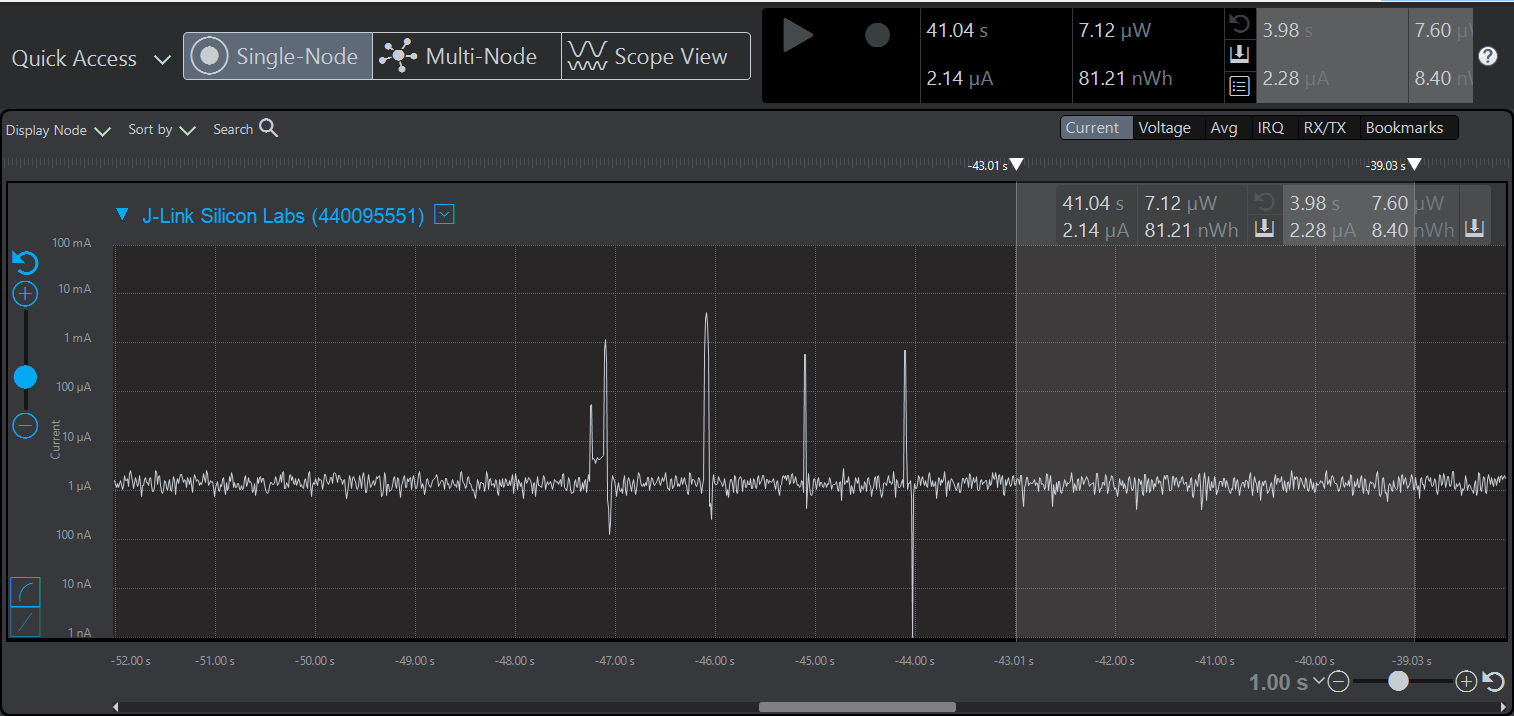 Quick Access
Single-Node
Multi-Node
Scope View
41.04 s
2.14 µA
7.12 µW
81.21 nWh
3.98 s
2.28 µA
7.60 µW
8.40 nW
?
Display Node
Sort by
Search
Current
Voltage
Avg
IRQ
RX/TX
Bookmarks
-43.01 s
-39.03 s
J-Link Silicon Labs (440095551)
41.04 s
2.14 µA
7.12 µW
81.21 nWh
3.98 s
2.28 µA
7.60 µW
8.40 nWh
100 mA
10 mA
1 mA
100 µA
10 µA
1 µA
100 nA
10 nA
1 nA
Current
-52.00 s
-51.00 s
-50.00 s
-49.00 s
-48.00 s
-47.00 s
-46.00 s
-45.00 s
-44.00 s
-43.01 s
-42.00 s
-41.00 s
-40.00 s
-39.03 s
1.00 s